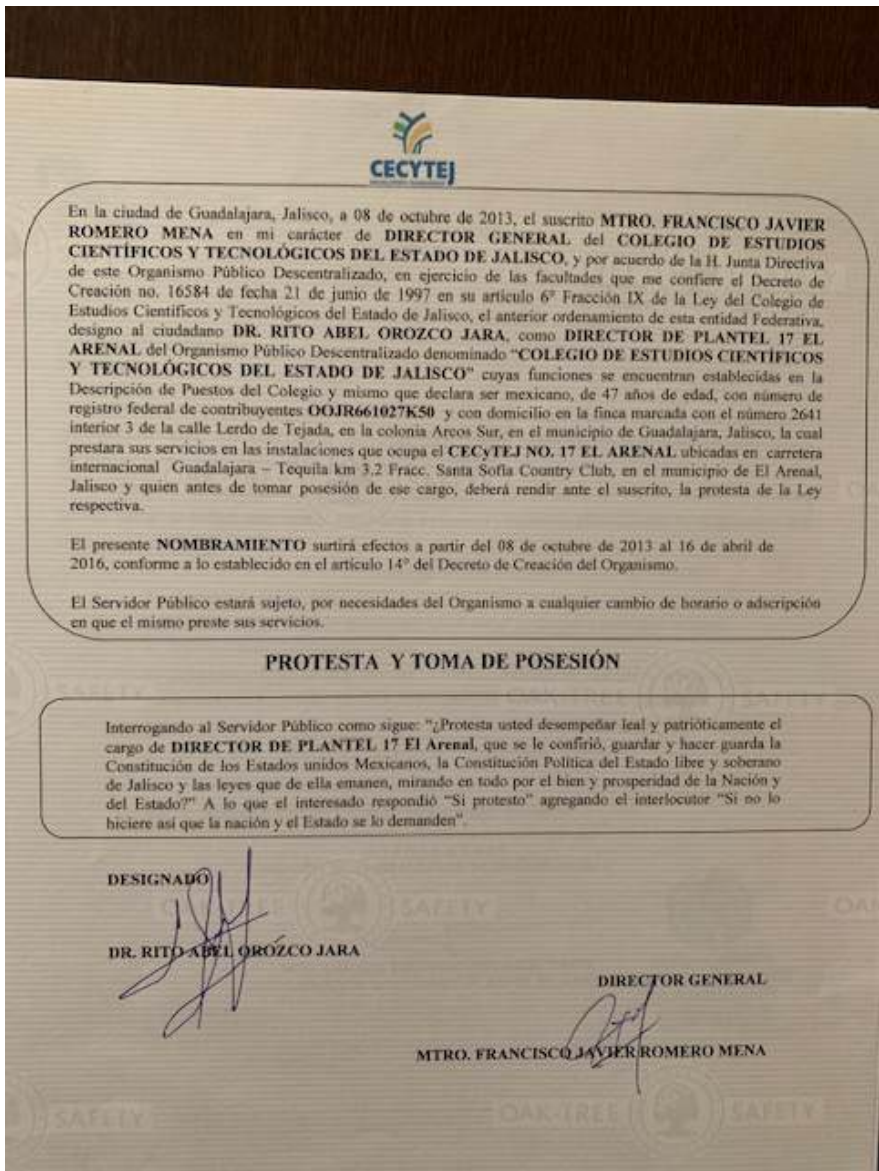 CECYTEJ
En la ciudad de Guadalajara, Jalisco, a 08 de octubre de 2013, el suscrito MTRO. FRANCISCO JAVIER
ROMERO MENA en mi carácter de DIRECTOR GENERAL del COLEGIO DE ESTUDIOS
CIENTÍFICOS Y TECNOLÓGICOS DEL ESTADO DE JALISCO, y por acuerdo de la H. Junta Directiva
de este Organismo Público Descentralizado, en ejercicio de las facultades que me confiere el Decreto de
Creación no. 16584 de fecha 21 de junio de 1997 en su artículo 6° Fracción IX de la Ley del Colegio de
Estudios Científicos y Tecnológicos del Estado de Jalisco, el anterior ordenamiento de esta entidad Federativa,
designo al ciudadano DR. RITO ABEL OROZCO JARA, como DIRECTOR DE PLANTEL 17 EL
ARENAL del Organismo Público Descentralizado denominado "COLEGIO DE ESTUDIOS CIENTÍFICOS
Y TECNOLÓGICOS DEL ESTADO DE JALISCO" cuyas funciones se encuentran establecidas en la
Descripción de Puestos del Colegio y mismo que declara ser mexicano, de 47 años de edad, con número de
registro federal de contribuyentes OOJR661027K50 y con domicilio en la finca marcada con el número 2641
interior 3 de la calle Lerdo de Tejada, en la colonia Arcos Sur, en el municipio de Guadalajara, Jalisco, la cual
prestara sus servicios en las instalaciones que ocupa el CECyTEJ NO. 17 EL ARENAL ubicadas en carretera
internacional Guadalajara – Tequila km 3.2 Fracc. Santa Sofía Country Club, en el municipio de El Arenal,
Jalisco y quien antes de tomar posesión de ese cargo, deberá rendir ante el suscrito, la protesta de la Ley
respectiva.
El presente NOMBRAMIENTO surtirá efectos a partir del 08 de octubre de 2013 al 16 de abril de
2016, conforme a lo establecido en el artículo 14° del Decreto de Creación del Organismo.
El Servidor Público estará sujeto, por necesidades del Organismo a cualquier cambio de horario o adscripción
en que el mismo preste sus servicios.
PROTESTA Y TOMA DE POSESIÓN
Interrogando al Servidor Público como sigue: "¿Protesta usted desempeñar leal y patrióticamente el
cargo de DIRECTOR DE PLANTEL 17 El Arenal, que se le confirió, guardar y hacer guarda la
Constitución de los Estados unidos Mexicanos, la Constitución Política del Estado libre y soberano
de Jalisco y las leyes que de ella emanen, mirando en todo por el bien y prosperidad de la Nación y
del Estado?" A lo que el interesado respondió "Si protesto" agregando el interlocutor "Si no lo
hiciere así que la nación y el Estado se lo demanden".
DESIGNADO
DR. RITO ABEL OROZCO JARA
DIRECTOR GENERAL
MTRO. FRANCISCO JAVIER ROMERO MENA
SAFETY OAK-TREE SAFETY